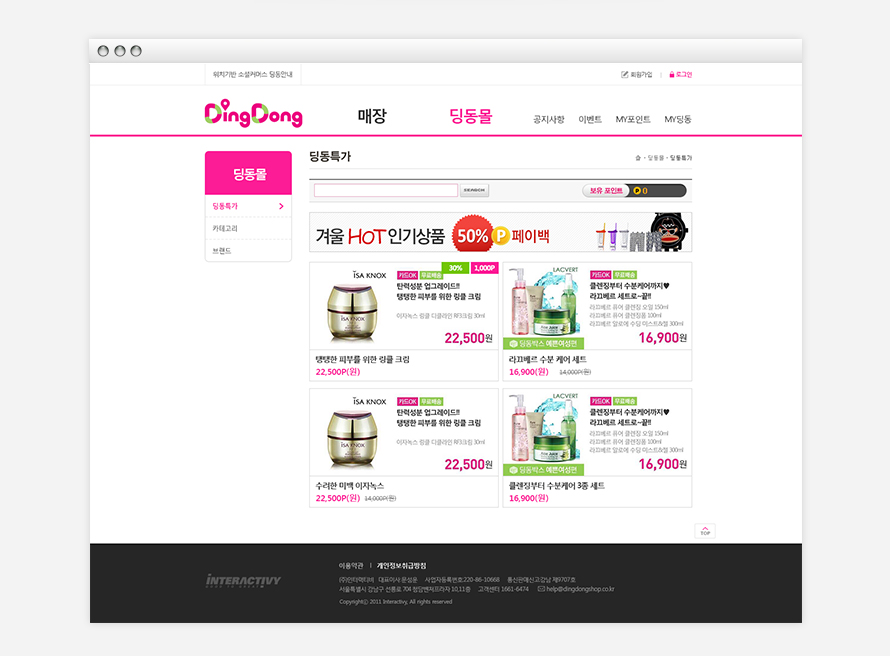 위치기반 소셜커머스 딩동안내
회원가입 | 로그인
DingDong 매장 딩동몰 공지사항 이벤트 MY포인트 MY딩동
딩동몰
딩동특가
카테고리
브랜드
딩동특가
딩동몰 · 딩동특가
SEARCH
보유 포인트 P 0
겨울 HOT 인기상품 50% P 페이백
30% 1,000P
ISA KNOX
카드OK 무료배송
탄력성분 업그레이드!!
탱탱한 피부를 위한 링클 크림
이자녹스 링클 디클라인 RF크림 30ml
22,500원
탱탱한 피부를 위한 링클 크림
22,500P(원)
LACVERT
카드OK 무료배송
클렌징부터 수분케어까지♥
라끄베르 세트로~끝!!
라끄베르 퓨어 클렌징 오일 150ml
라끄베르 퓨어 클렌징폼 100ml
라끄베르 알로에 수딩 미스트&젤 300ml
딩동박스 예쁜여성편
16,900원
라끄베르 수분 케어 세트
16,900(원) 14,000P(원)
ISA KNOX
카드OK 무료배송
탄력성분 업그레이드!!
탱탱한 피부를 위한 링클 크림
이자녹스 링클 디클라인 RF크림 30ml
22,500원
수려한 미백 이자녹스
22,500P(원) 14,000P(원)
LACVERT
카드OK 무료배송
클렌징부터 수분케어까지♥
라끄베르 세트로~끝!!
라끄베르 퓨어 클렌징 오일 150ml
라끄베르 퓨어 클렌징폼 100ml
라끄베르 알로에 수딩 미스트&젤 300ml
딩동박스 예쁜여성편
16,900원
클렌징부터 수분케어 3종 세트
16,900(원)
TOP
INTERACTIVY
이용약관 | 개인정보취급방침
(주)인터랙티비 대표이사:문성운 사업자등록번호:220-86-10668 통신판매신고:강남 제9707호
서울특별시 강남구 선릉로 704 청담벤처프라자 10,11층 고객센터 1661-6474 help@dingdongshop.co.kr
Copyrightⓒ 2011 Interactivy, All rights reserved